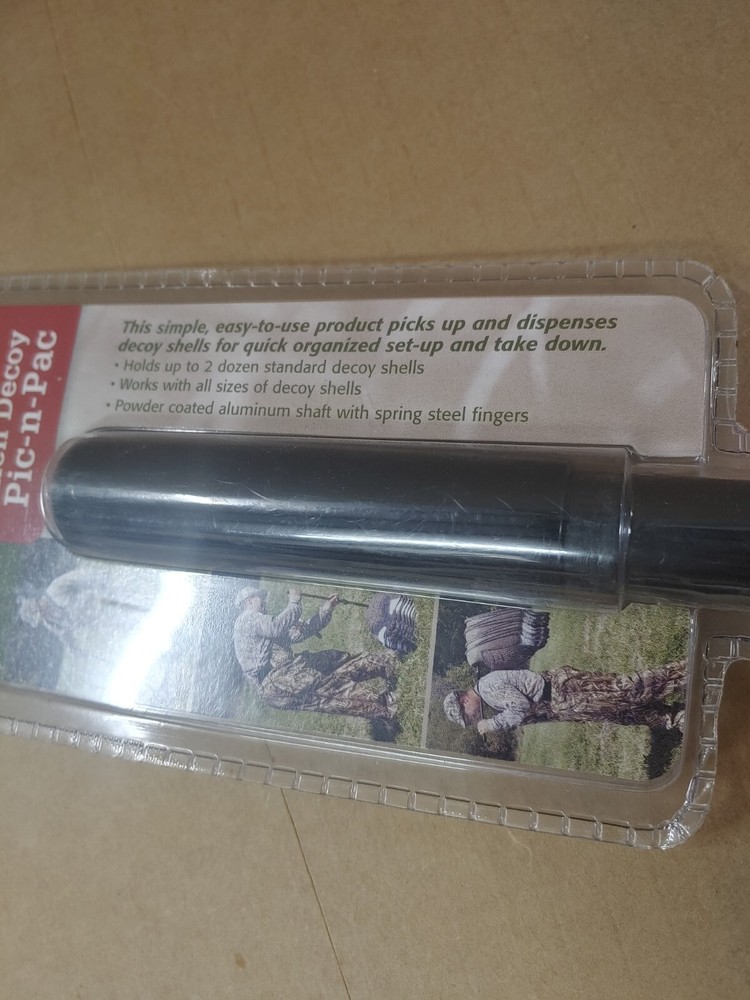 Decoy
Pic-n-Pac
This simple, easy-to-use product picks up and dispenses
decoy shells for quick organized set-up and take down.
• Holds up to 2 dozen standard decoy shells
• Works with all sizes of decoy shells
• Powder coated aluminum shaft with spring steel fingers